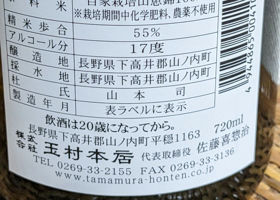 料米 自家栽培山恵錦100
※栽培期間中化学肥料、農薬不使用
精米歩合 55%
アルコール分 17度
醸造地 長野県下高井郡山ノ内町
採水地 長野県下高井郡山ノ内町
杜氏 山本司
製造年月 表ラベルに表示
飲酒は20歳になってから。
長野県下高井郡山ノ内町平穏1163 720ml
株式会社 玉村本店 代表取締役 佐藤喜惣治
TEL 0269-33-2155 FAX 0269-33-3136
www.tamamura-honten.co.jp